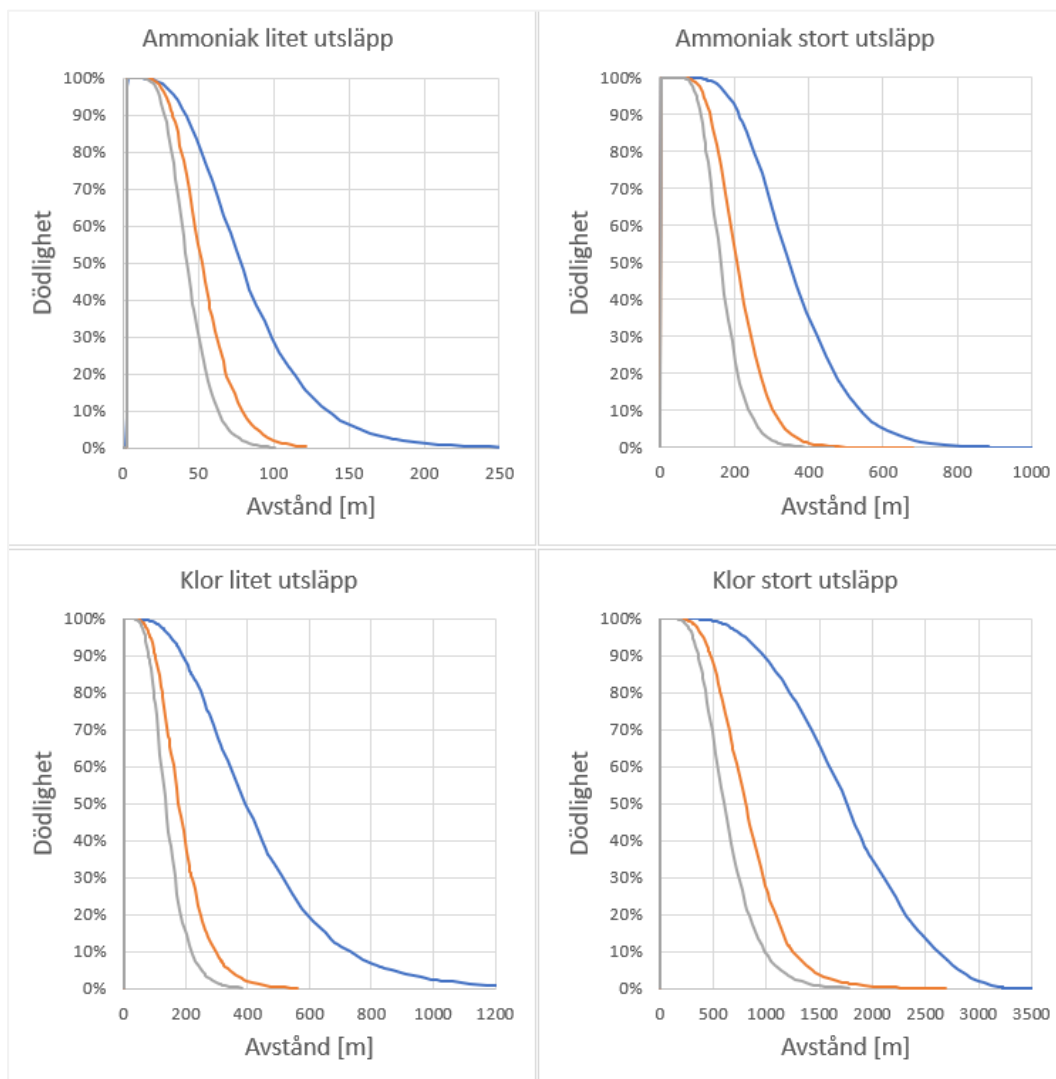 Ammoniak litet utsläpp
100%
90%
80%
70%
60%
50%
40%
30%
20%
10%
0%
Dödlighet
0 50 100 150 200 250
Avstånd [m]
Ammoniak stort utsläpp
100%
90%
80%
70%
60%
50%
40%
30%
20%
10%
0%
Dödlighet
0 200 400 600 800 1000
Avstånd [m]
Klor litet utsläpp
100%
90%
80%
70%
60%
50%
40%
30%
20%
10%
0%
Dödlighet
0 200 400 600 800 1000 1200
Avstånd [m]
Klor stort utsläpp
100%
90%
80%
70%
60%
50%
40%
30%
20%
10%
0%
Dödlighet
0 500 1000 1500 2000 2500 3000 3500
Avstånd [m]